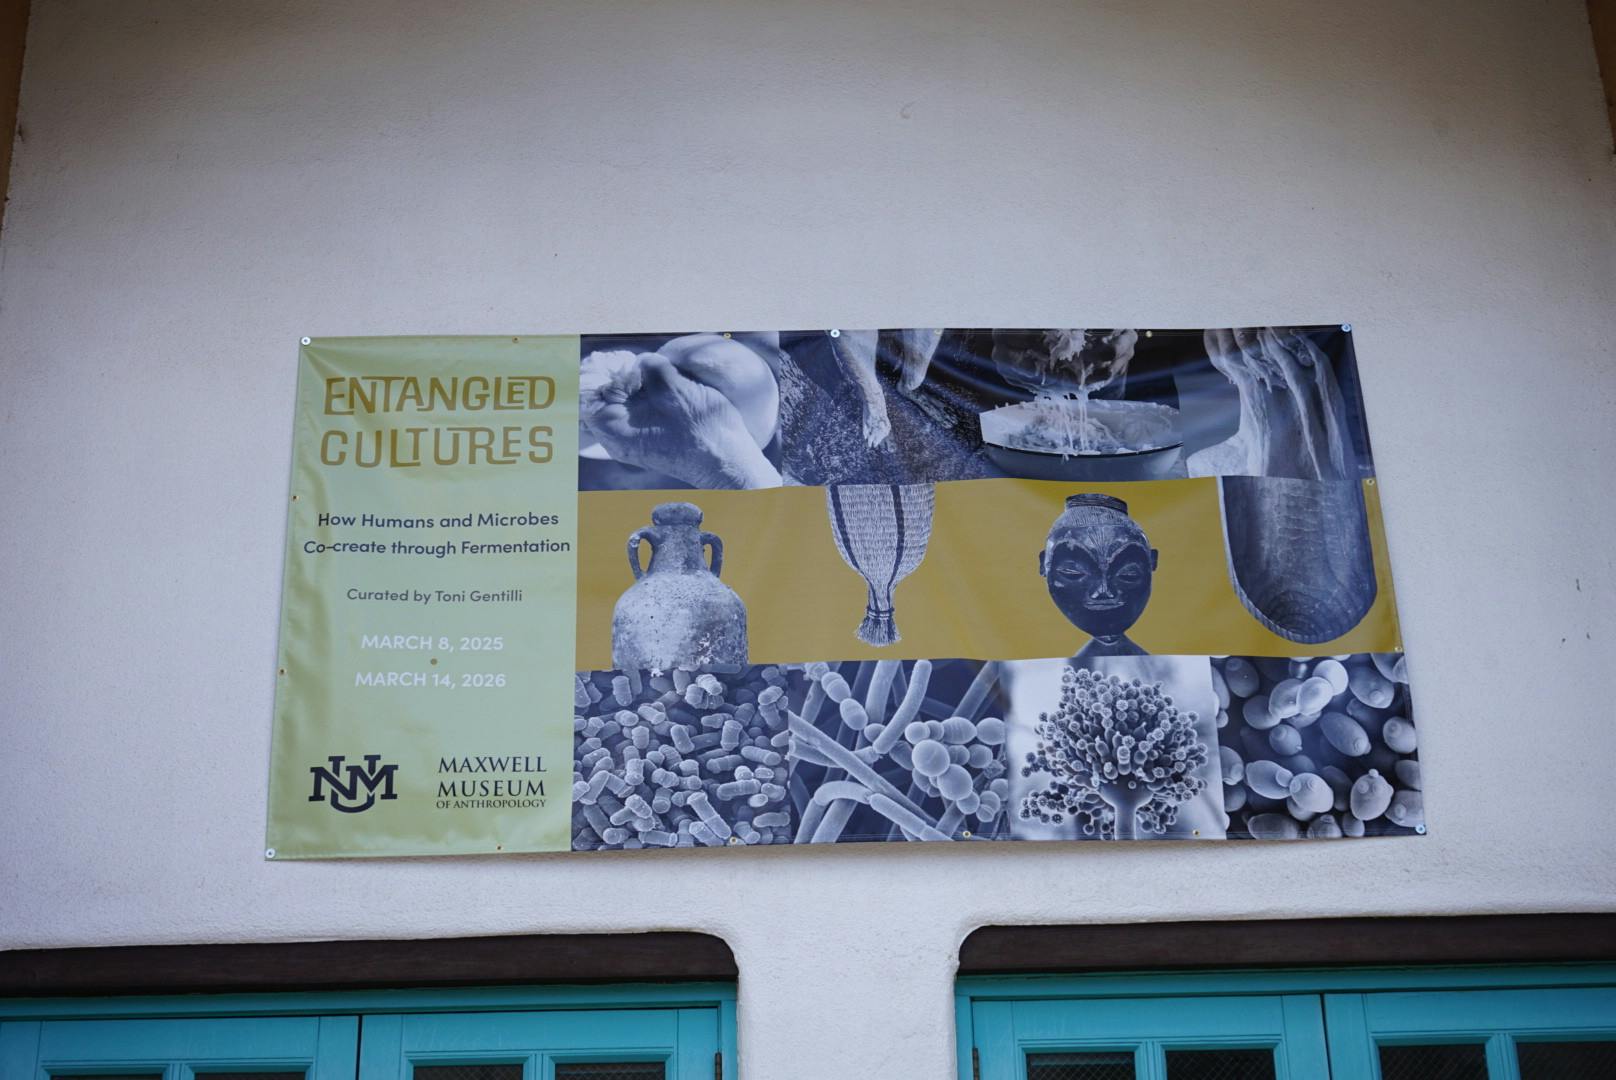 ENTANGLED
CULTURES
How Humans and Microbes
Co-create through Fermentation
Curated by Toni Gentilli
MARCH 8, 2025
MARCH 14, 2026
UNM
MAXWELL
MUSEUM
OF ANTHROPOLOGY